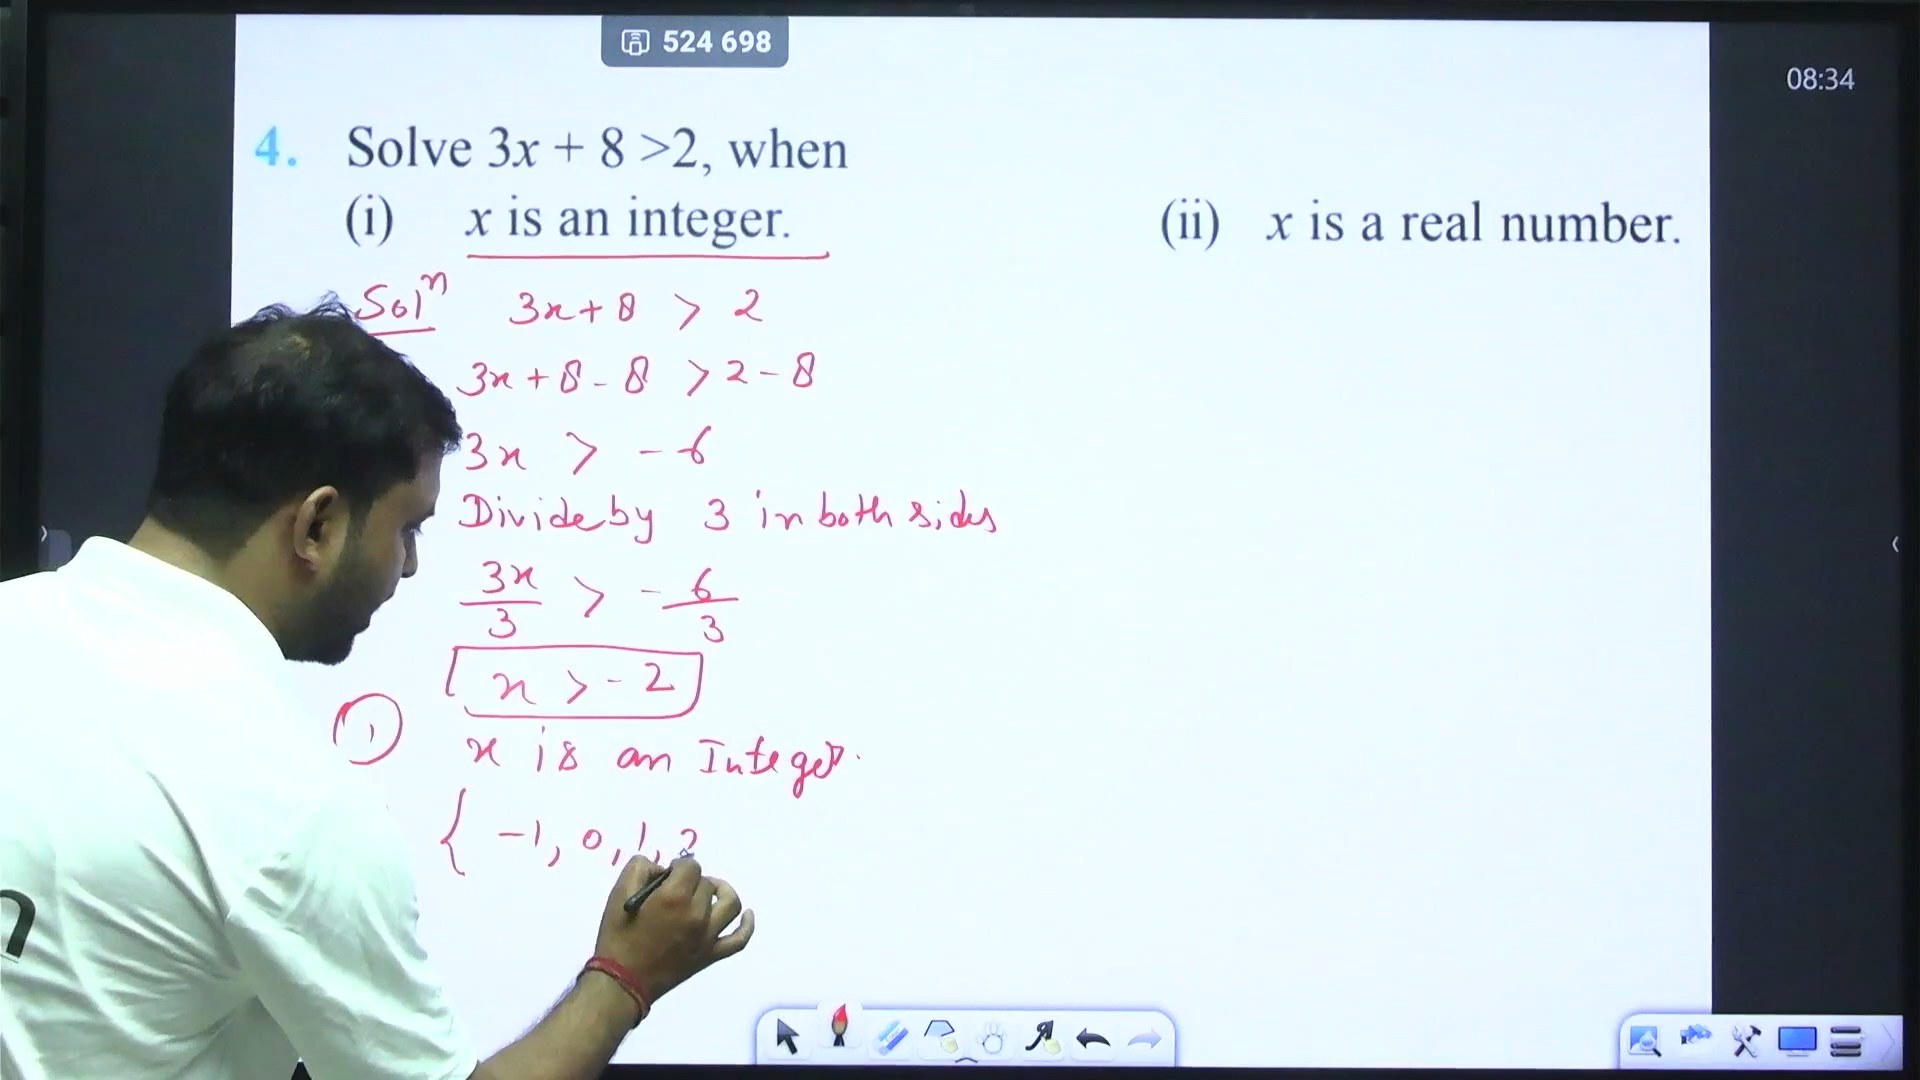 524 698
08:34
4. Solve 3x + 8 >2, when
(i) x is an integer. (ii) x is a real number.
Solⁿ 3x+8 > 2
3x+8-8 >2-8
3x > -6
Divide by 3 in both sides
3x/3 > -6/3
x > -2
① x is an Integer.
{ -1, 0, 1, 2